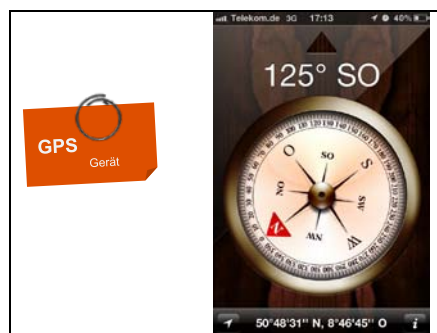 GPS
Gerät
Telekom.de 3G 17:13 40%
125° SO
O
SO
S
NO
SW
N
NW
W
50°48'31" N, 8°46'45" O
i